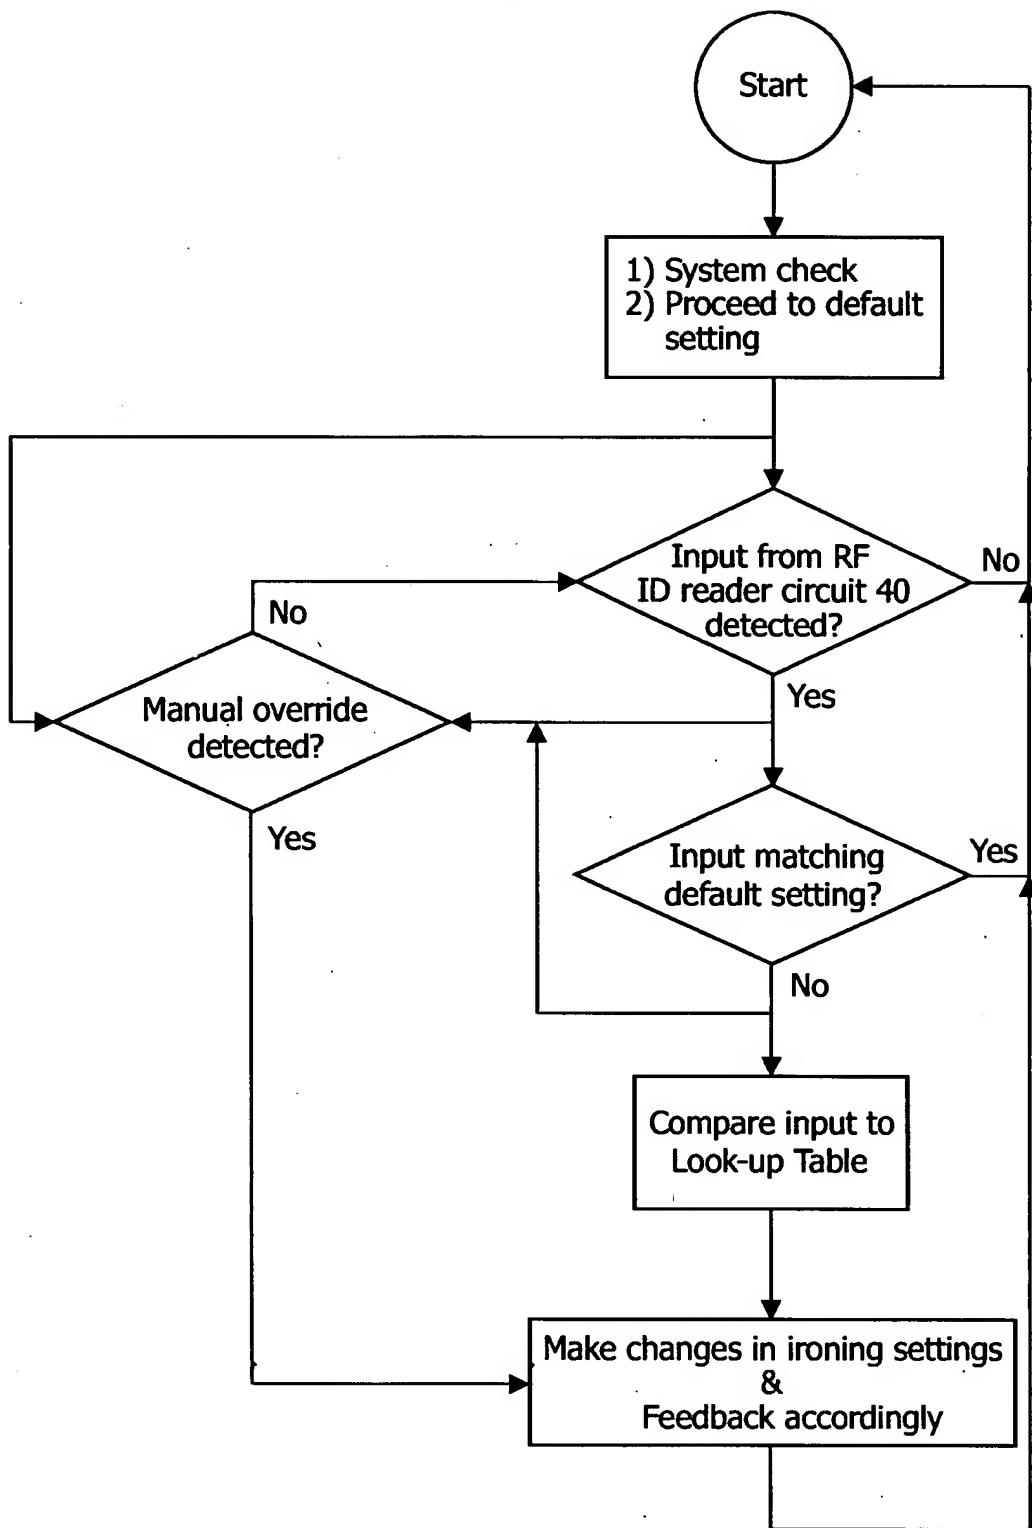 Start
1) System check
2) Proceed to default
setting
Input from RF
ID reader circuit 40
detected?
No
No
Yes
Manual override
detected?
Yes
Input matching
default setting?
Yes
No
Compare input to
Look-up Table
Make changes in ironing settings
&
Feedback accordingly